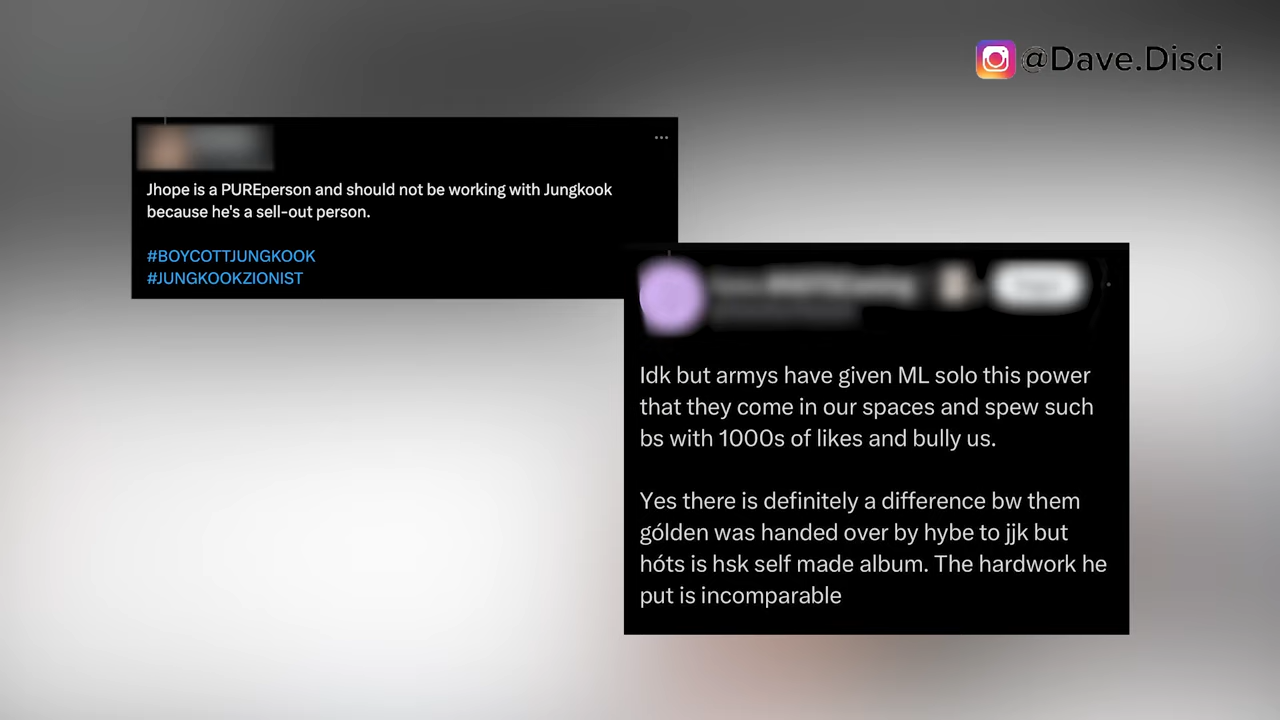 @Dave.Disci
Jhope is a PUREperson and should not be working with Jungkook
because he's a sell-out person.
#BOYCOTTJUNGKOOK
#JUNGKOOKZIONIST
Idk but armys have given ML solo this power
that they come in our spaces and spew such
bs with 1000s of likes and bully us.
Yes there is definitely a difference bw them
gólden was handed over by hybe to jjk but
hóts is hsk self made album. The hardwork he
put is incomparable